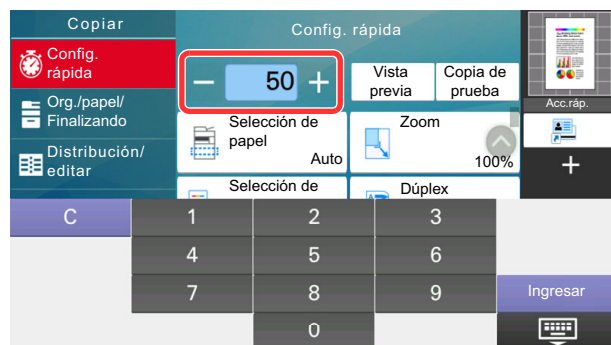 Copiar
Config.
rápida
Org./papel/
Finalizando
Distribución/
editar
Config. rápida
− 50 +
Vista
previa
Copia de
prueba
Selección de
papel
Auto
Zoom
100%
Selección de
Dúplex
Acc.ráp.
+
C
1 2 3
4 5 6
7 8 9
0
Ingresar